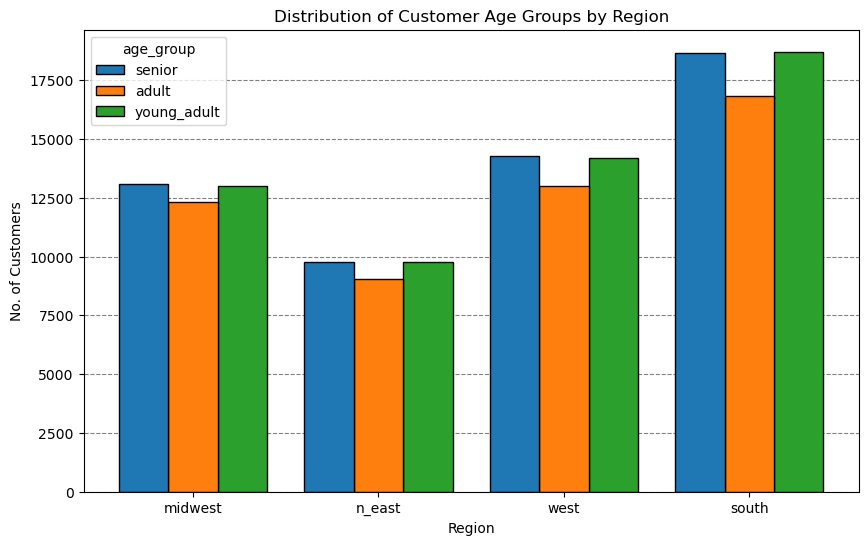 Distribution of Customer Age Groups by Region
age_group
senior
adult
young_adult
No. of Customers
17500
15000
12500
10000
7500
5000
2500
0
midwest n_east west south
Region